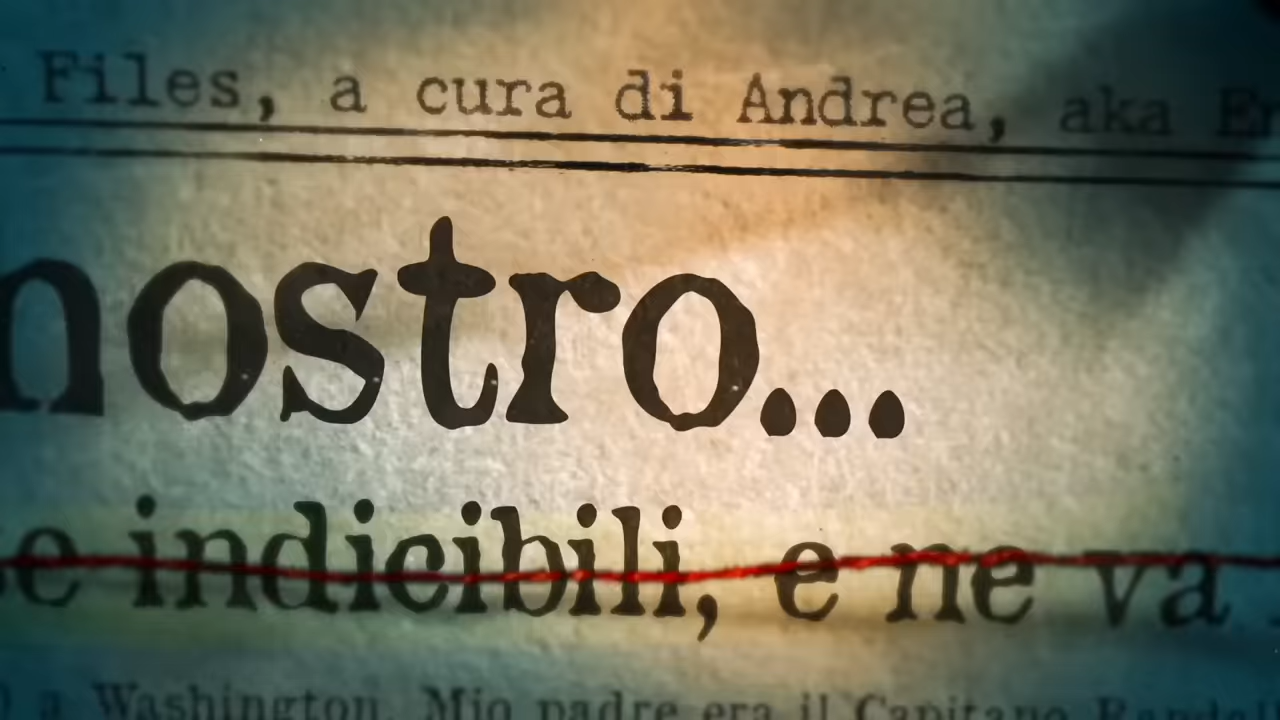 Files, a cura di Andrea, aka
nostro...
indicibili, e ne va
a Washington. Mio padre era il Capitano